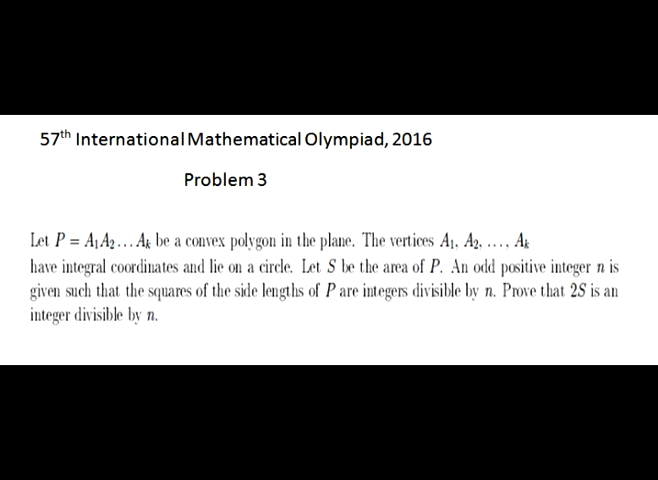 57th International Mathematical Olympiad, 2016
Problem 3
Let P = A₁A₂…Aₖ be a convex polygon in the plane. The vertices A₁, A₂, …, Aₖ
have integral coordinates and lie on a circle. Let S be the area of P. An odd positive integer n is
given such that the squares of the side lengths of P are integers divisible by n. Prove that 2S is an
integer divisible by n.